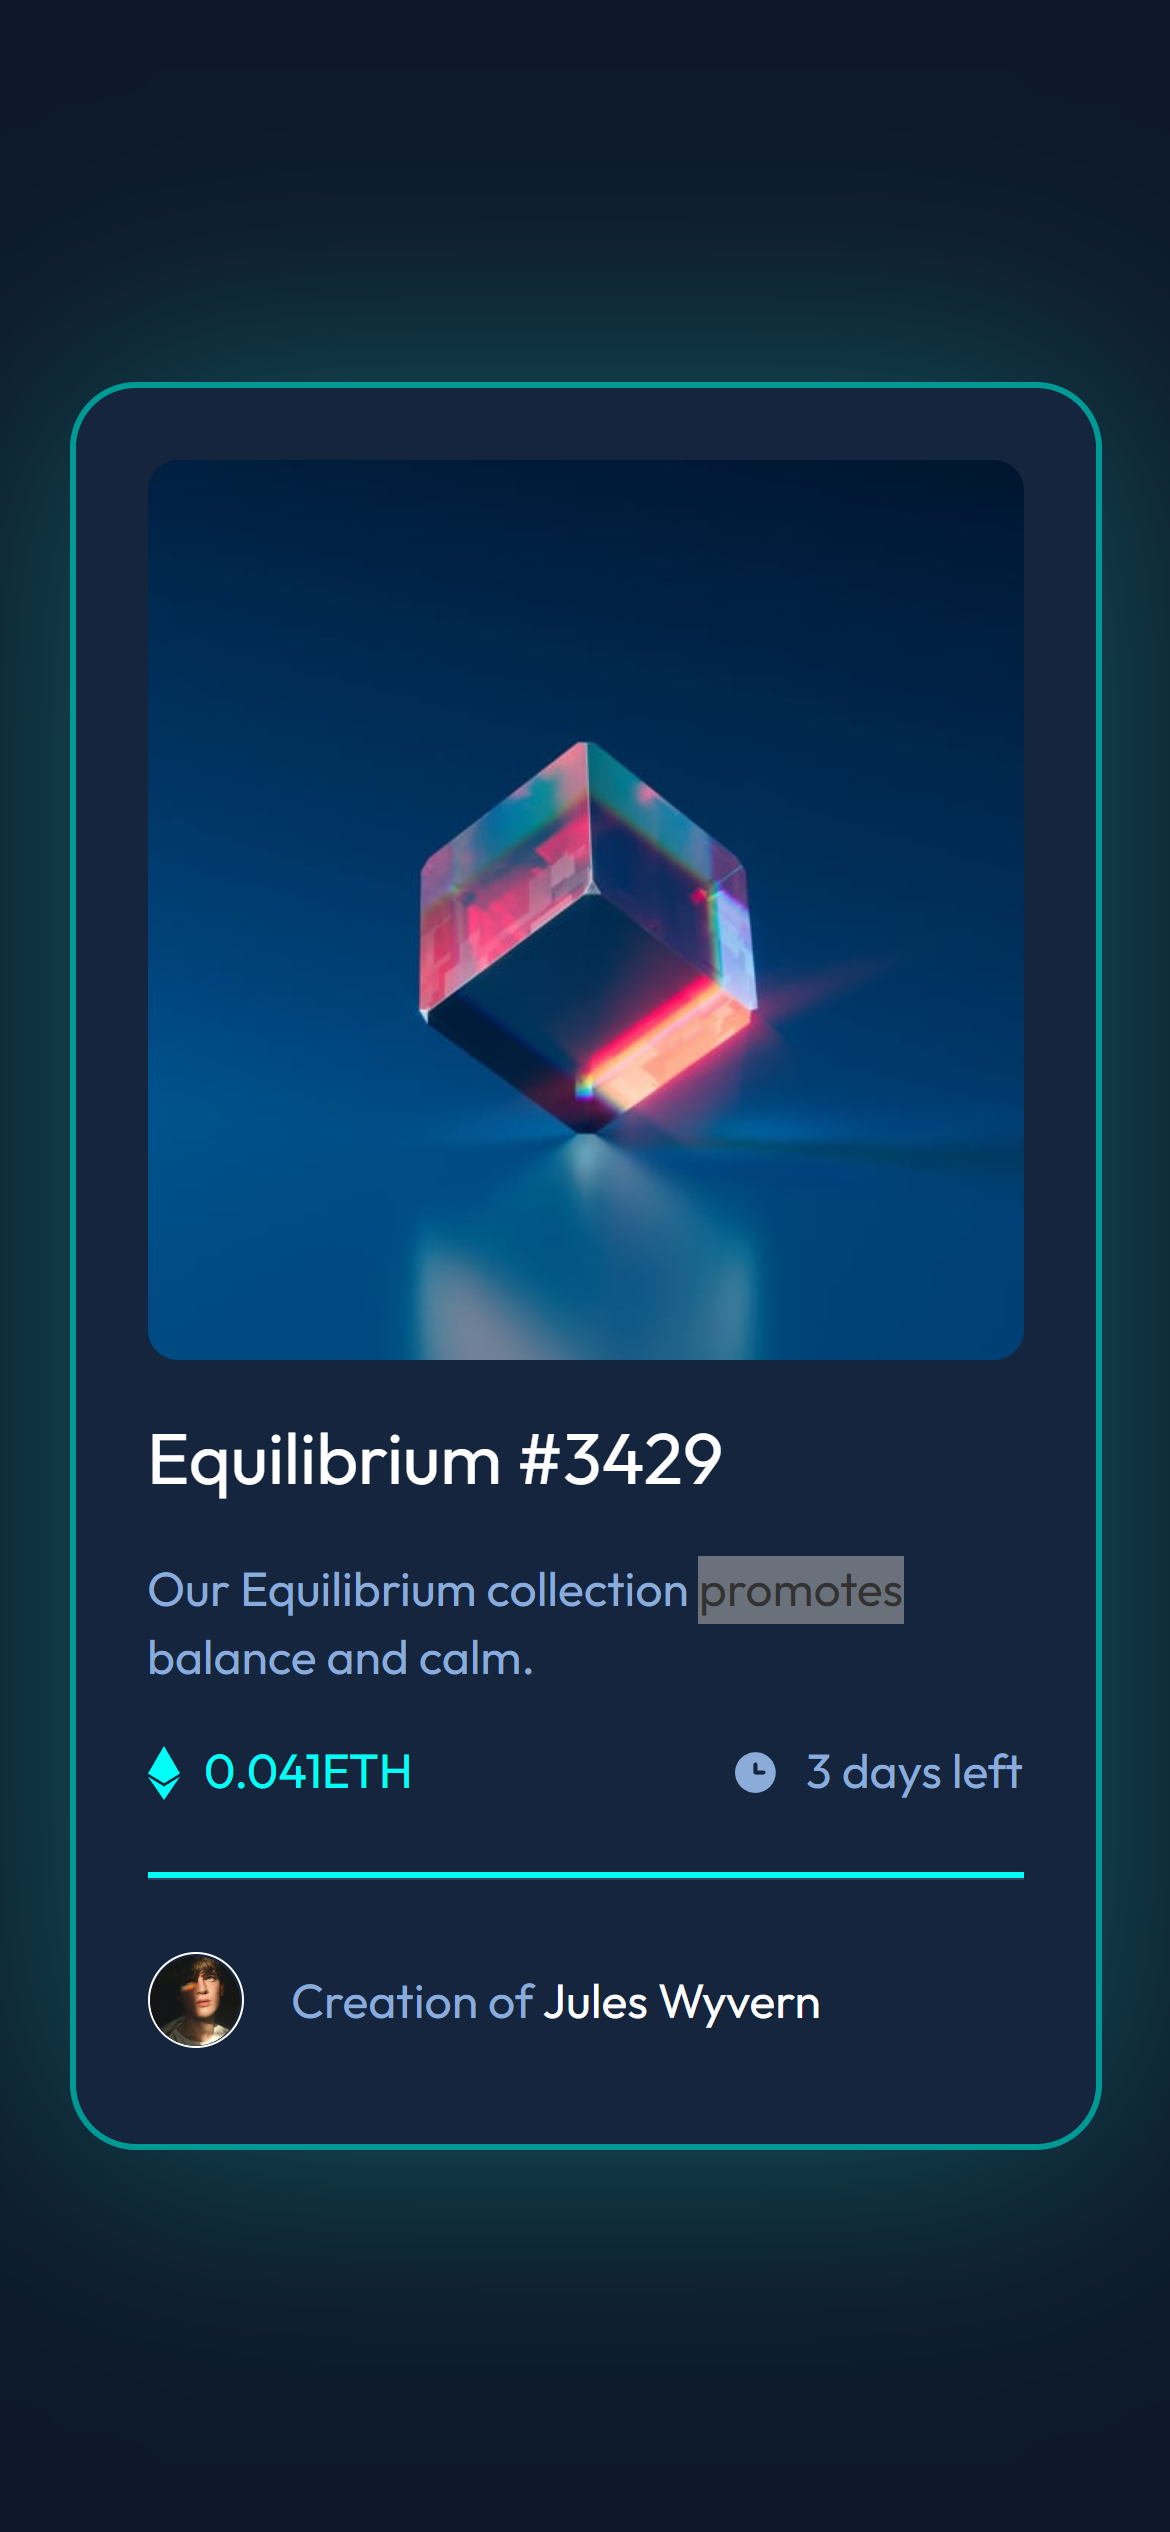 Equilibrium #3429
Our Equilibrium collection promotes
balance and calm.
0.041ETH
3 days left
Creation of Jules Wyvern